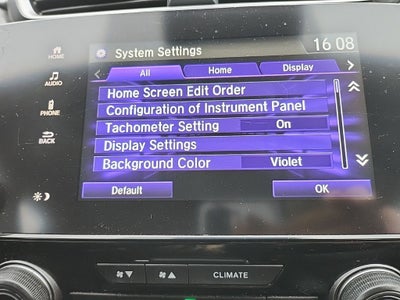 System Settings
16 08
All
Home
Display
HOME
AUDIO
PHONE
BACK
Home Screen Edit Order
Configuration of Instrument Panel
Tachometer Setting On
Display Settings
Background Color Violet
Default
OK
CLIMATE